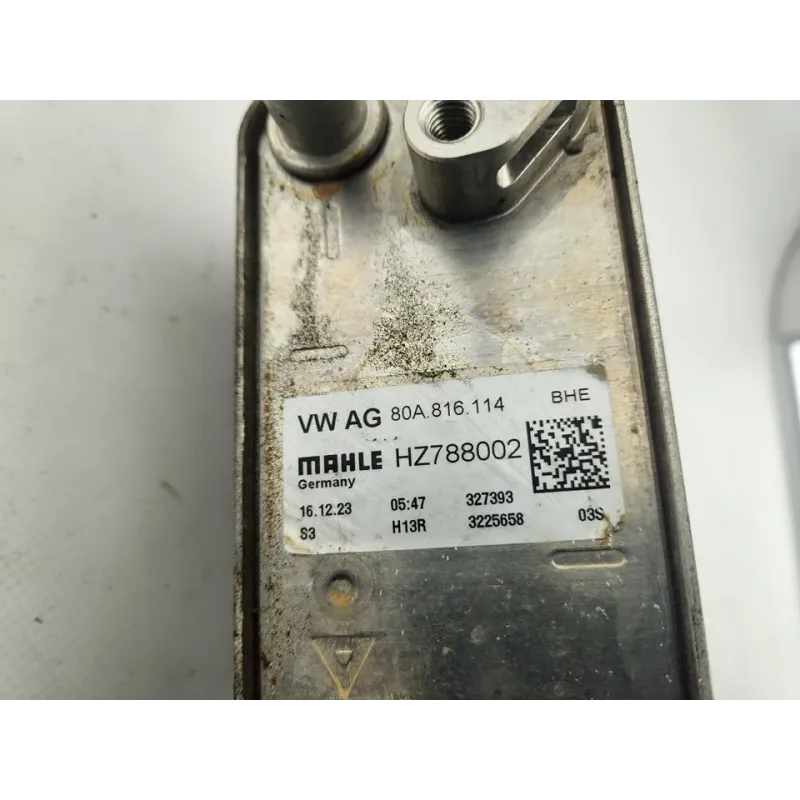 VW AG 80A.816.114 BHE
MAHLE HZ788002
Germany
16.12.23 05:47 327393
S3 H13R 3225658 03S